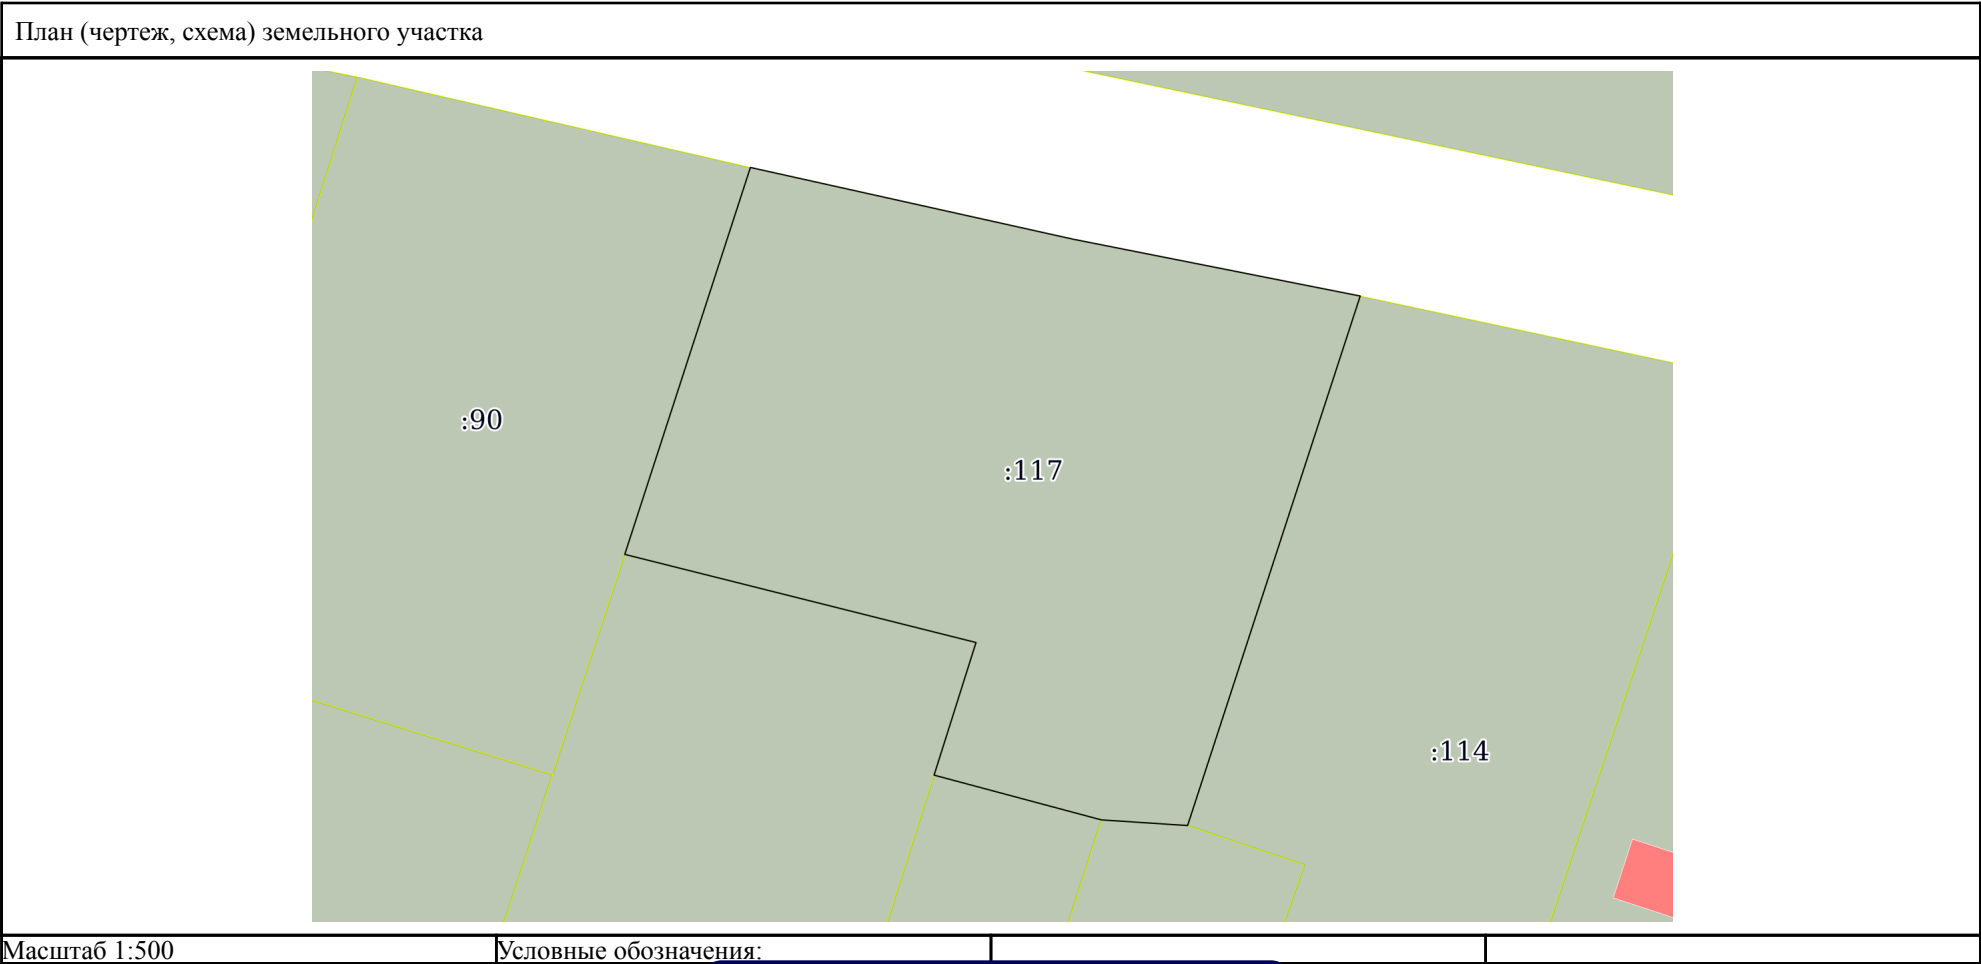 План (чертеж, схема) земельного участка
:90
:117
:114
Масштаб 1:500
Условные обозначения: